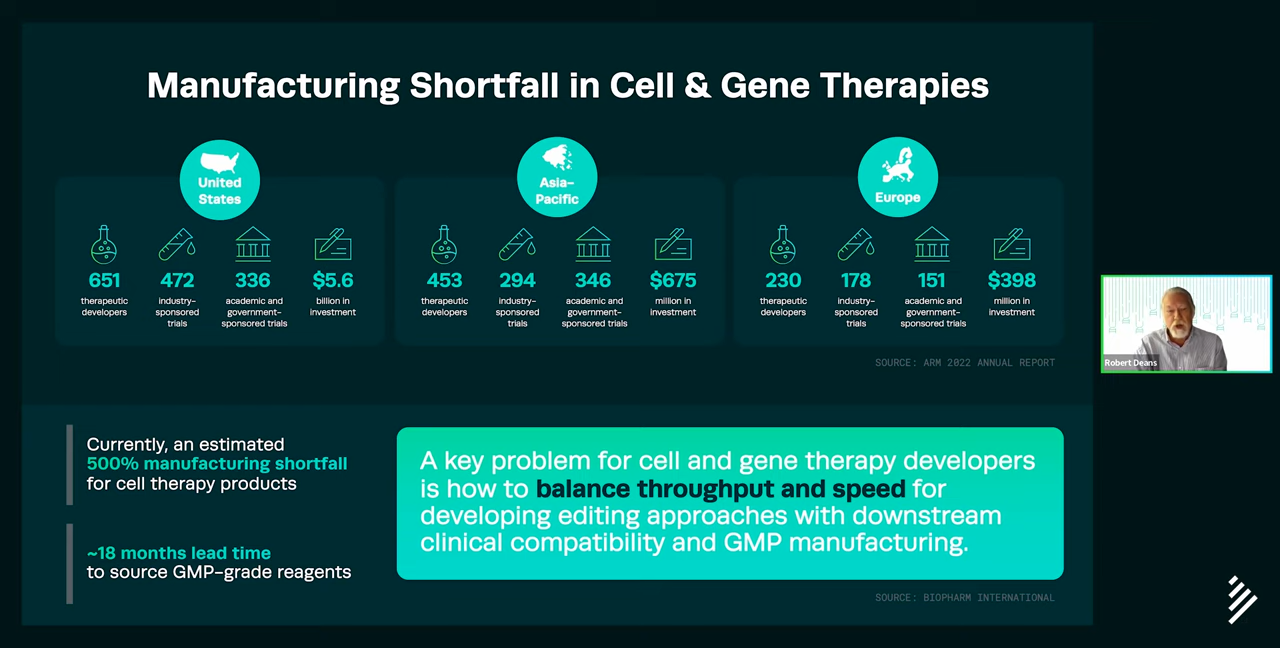 Manufacturing Shortfall in Cell & Gene Therapies
United
States
651
therapeutic
developers
472
industry-
sponsored
trials
336
academic and
government-
sponsored trials
$5.6
billion in
investment
Asia-
Pacific
453
therapeutic
developers
294
industry-
sponsored
trials
346
academic and
government-
sponsored trials
$675
million in
investment
Europe
230
therapeutic
developers
178
industry-
sponsored
trials
151
academic and
government-
sponsored trials
$398
million in
investment
SOURCE: ARM 2022 ANNUAL REPORT
Currently, an estimated
500% manufacturing shortfall
for cell therapy products
~18 months lead time
to source GMP-grade reagents
A key problem for cell and gene therapy developers
is how to balance throughput and speed for
developing editing approaches with downstream
clinical compatibility and GMP manufacturing.
SOURCE: BIOPHARM INTERNATIONAL
Robert Deans